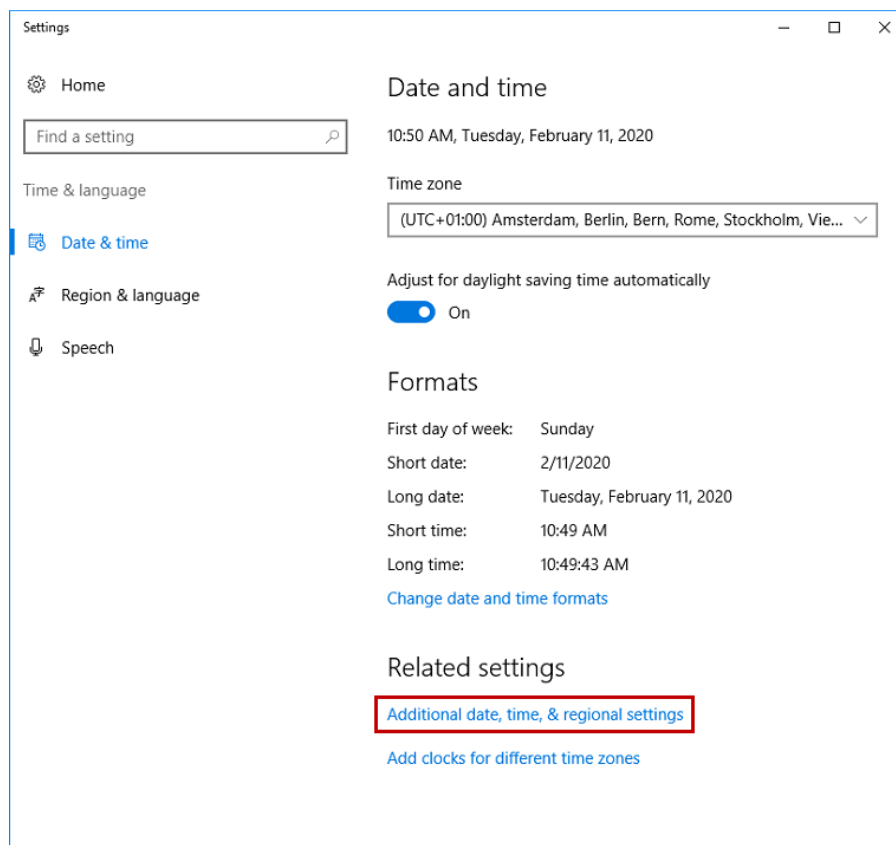 Settings
Home
Find a setting
Time & language
Date & time
Region & language
Speech
Date and time
10:50 AM, Tuesday, February 11, 2020
Time zone
(UTC+01:00) Amsterdam, Berlin, Bern, Rome, Stockholm, Vie...
Adjust for daylight saving time automatically
On
Formats
First day of week: Sunday
Short date: 2/11/2020
Long date: Tuesday, February 11, 2020
Short time: 10:49 AM
Long time: 10:49:43 AM
Change date and time formats
Related settings
Additional date, time, & regional settings
Add clocks for different time zones